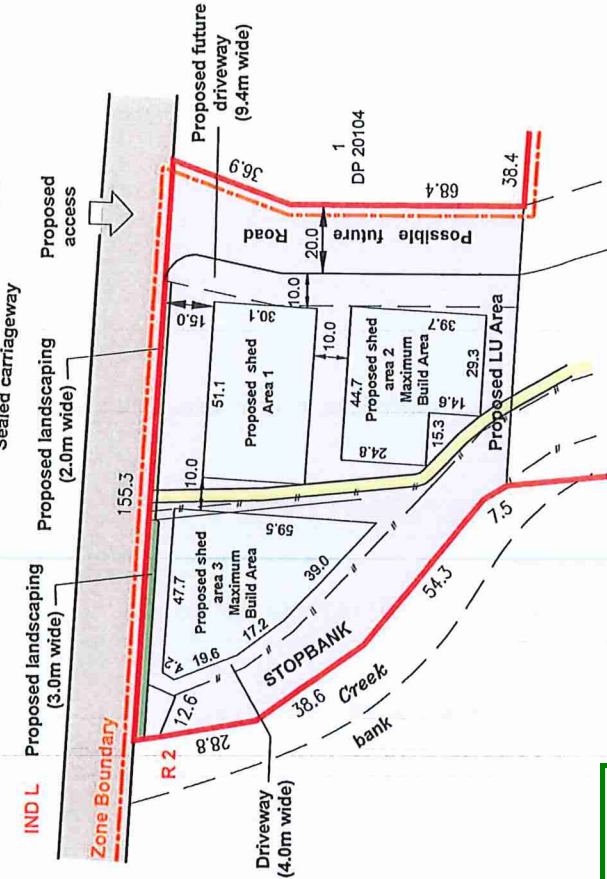 Sealed carriageway
IND L
Proposed landscaping
(3.0m wide)
Proposed landscaping
(2.0m wide)
Proposed
access
Proposed future
driveway
(9.4m wide)
Zone Boundary
155.3
R 2
36.9
1
DP 20104
68.4
38.4
Possible future
Road
20.0
15.0
10.0
10.0
10.0
30.1
51.1
Proposed shed
Area 1
44.7
Proposed shed
area 2
Maximum
Build Area
39.7
29.3
14.6
15.3
24.8
Proposed LU Area
59.5
47.7
Proposed shed
area 3
Maximum
Build Area
39.0
17.2
19.6
4.2
12.6
28.8
STOPBANK
38.6
54.3
7.5
Creek
bank
Driveway
(4.0m wide)